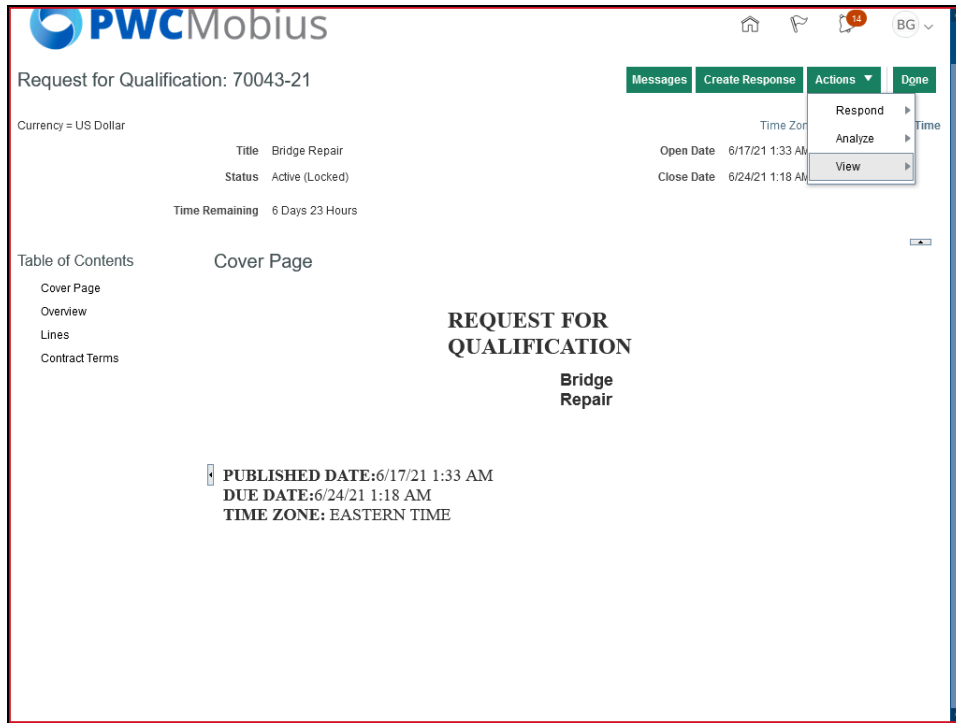 PWCMobius
14
BG
Request for Qualification: 70043-21
Messages
Create Response
Actions
Done
Currency = US Dollar
Time Zon
Time
Respond
Analyze
View
Title Bridge Repair
Open Date 6/17/21 1:33 AM
Status Active (Locked)
Close Date 6/24/21 1:18 AM
Time Remaining 6 Days 23 Hours
Table of Contents
Cover Page
Overview
Lines
Contract Terms
Cover Page
REQUEST FOR
QUALIFICATION
Bridge
Repair
PUBLISHED DATE:6/17/21 1:33 AM
DUE DATE:6/24/21 1:18 AM
TIME ZONE: EASTERN TIME